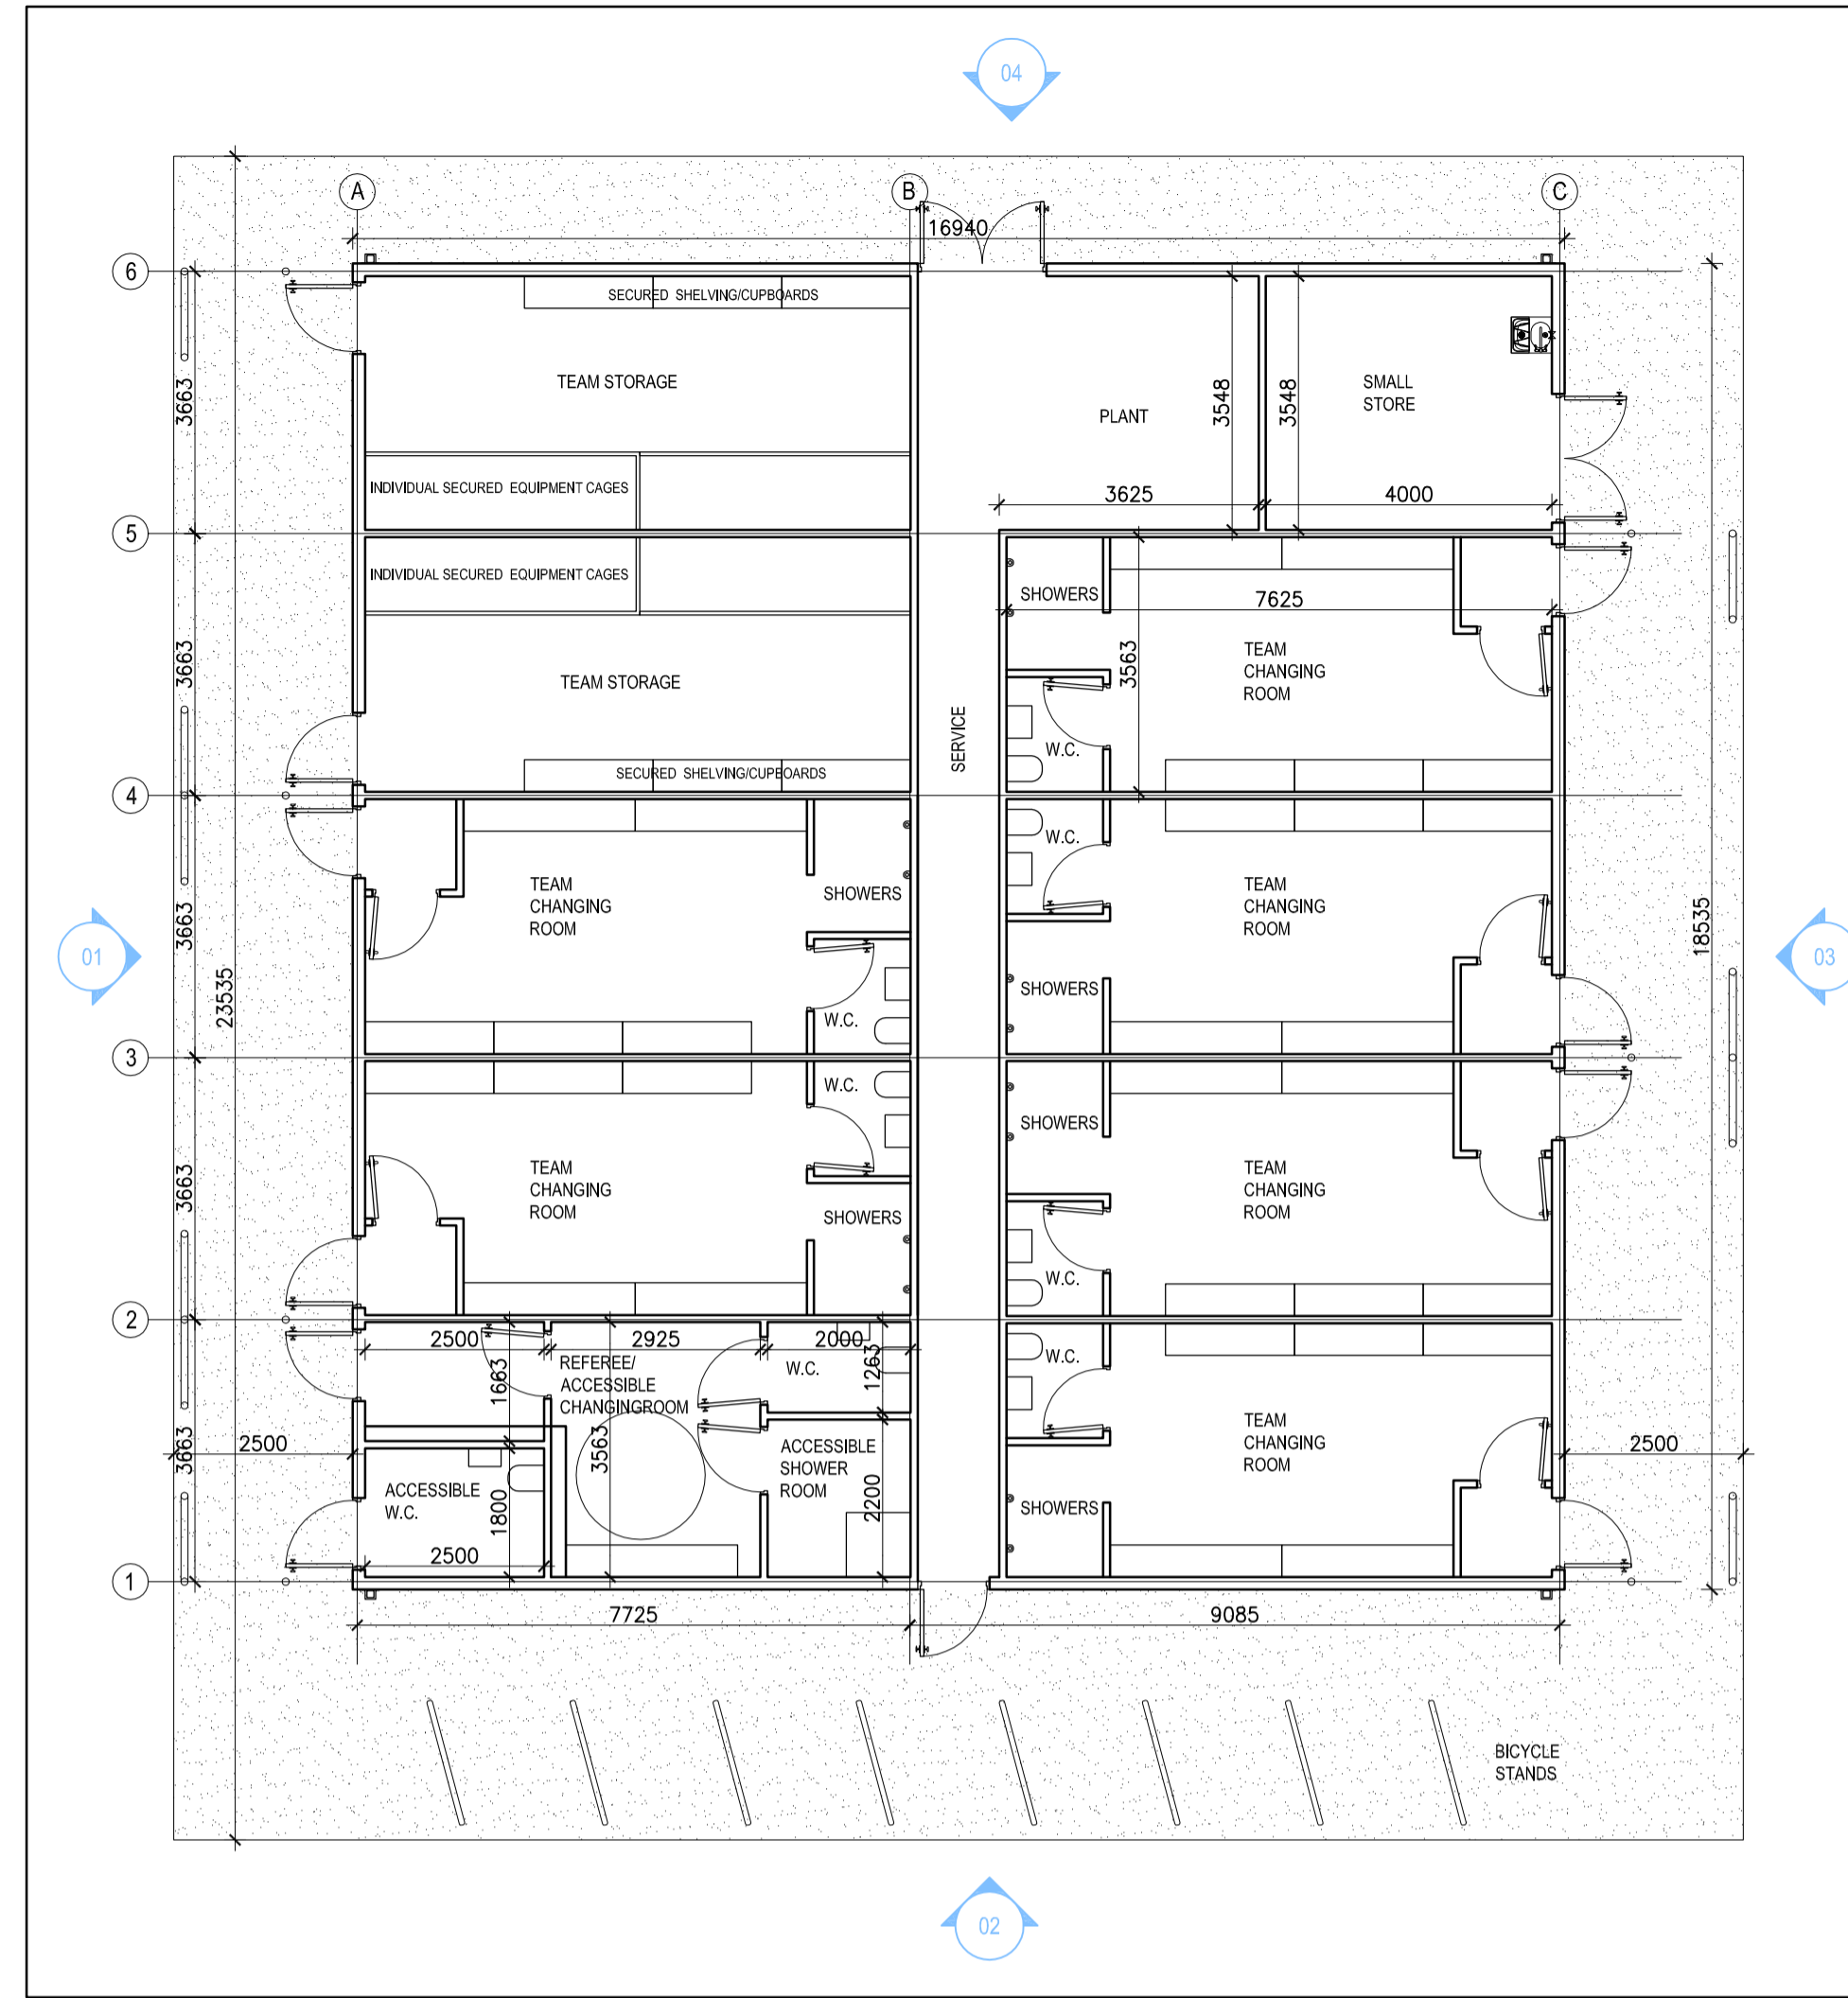 04
A
B
C
16940
6
SECURED SHELVING/CUPBOARDS
TEAM STORAGE
SMALL
STORE
PLANT
3663
3548
3548
INDIVIDUAL SECURED EQUIPMENT CAGES
3625
4000
5
INDIVIDUAL SECURED EQUIPMENT CAGES
SHOWERS
7625
TEAM
CHANGING
ROOM
3663
3563
TEAM STORAGE
SERVICE
W.C.
SECURED SHELVING/CUPBOARDS
4
W.C.
TEAM
CHANGING
ROOM
SHOWERS
TEAM
CHANGING
ROOM
3663
18535
01
03
23535
SHOWERS
W.C.
3
W.C.
SHOWERS
TEAM
CHANGING
ROOM
3663
TEAM
CHANGING
ROOM
SHOWERS
W.C.
2
2500
2925
2000
REFEREE/
ACCESSIBLE
CHANGINGROOM
1663
W.C.
1263
W.C.
TEAM
CHANGING
ROOM
3663
2500
3563
ACCESSIBLE
SHOWER
ROOM
2500
ACCESSIBLE
W.C.
1800
2200
SHOWERS
2500
1
7725
9085
BICYCLE
STANDS
02